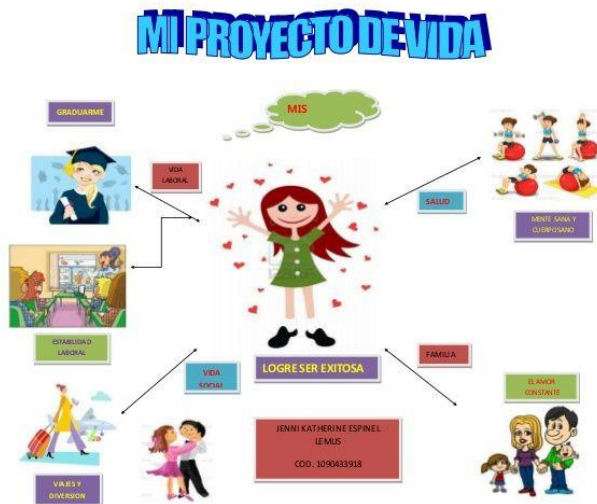 MI PROYECTO DE VIDA
MIS
GRADUARME
VIDA
LABORAL
SALUD
MENTE SANA Y
CUERPO SANO
ESTABILIDAD
LABORAL
VIDA
SOCIAL
LOGRE SER EXITOSA
FAMILIA
EL AMOR
CONSTANTE
JENNI KATHERINE ESPINEL
LEMUS
COD. 1090433918
VIAJES Y
DIVERSION